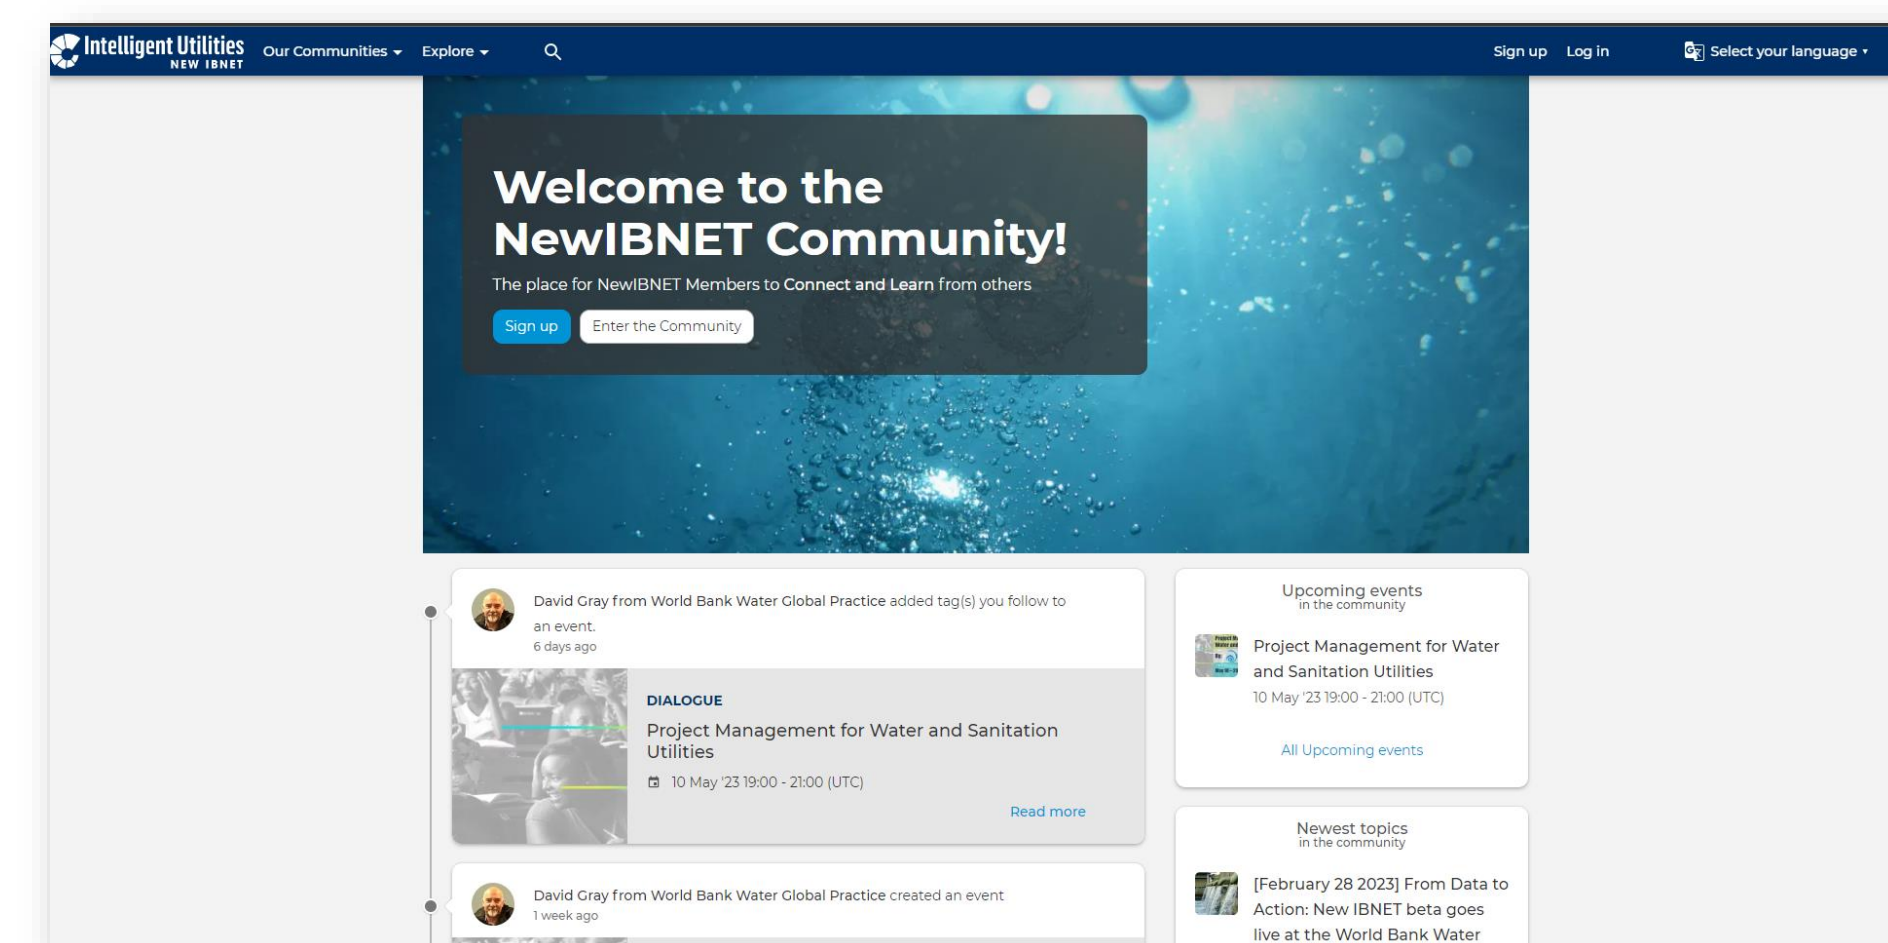 Intelligent Utilities
NEW IBNET
Our Communities
Explore
Sign up
Log in
Select your language
Welcome to the
NewIBNET Community!
The place for NewIBNET Members to Connect and Learn from others
Sign up
Enter the Community
David Gray from World Bank Water Global Practice added tag(s) you follow to
an event.
6 days ago
DIALOGUE
Project Management for Water and Sanitation
Utilities
10 May '23 19:00 - 21:00 (UTC)
Read more
David Gray from World Bank Water Global Practice created an event
1 week ago
Upcoming events
in the community
Project Management for Water
and Sanitation Utilities
10 May '23 19:00 - 21:00 (UTC)
All Upcoming events
Newest topics
in the community
[February 28 2023] From Data to
Action: New IBNET beta goes
live at the World Bank Water